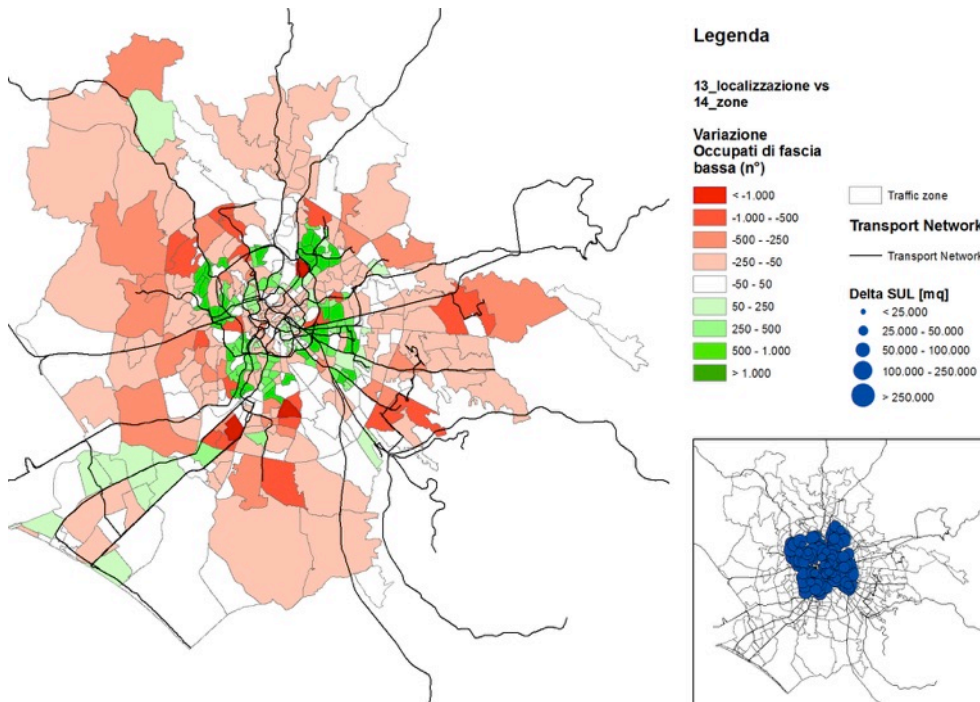 Legenda
13_localizzazione vs
14_zone
Variazione
Occupati di fascia
bassa (n°)
< -1.000
-1.000 - -500
-500 - -250
-250 - -50
-50 - 50
50 - 250
250 - 500
500 - 1.000
> 1.000
Traffic zone
Transport Network
Transport Network
Delta SUL [mq]
< 25.000
25.000 - 50.000
50.000 - 100.000
100.000 - 250.000
> 250.000